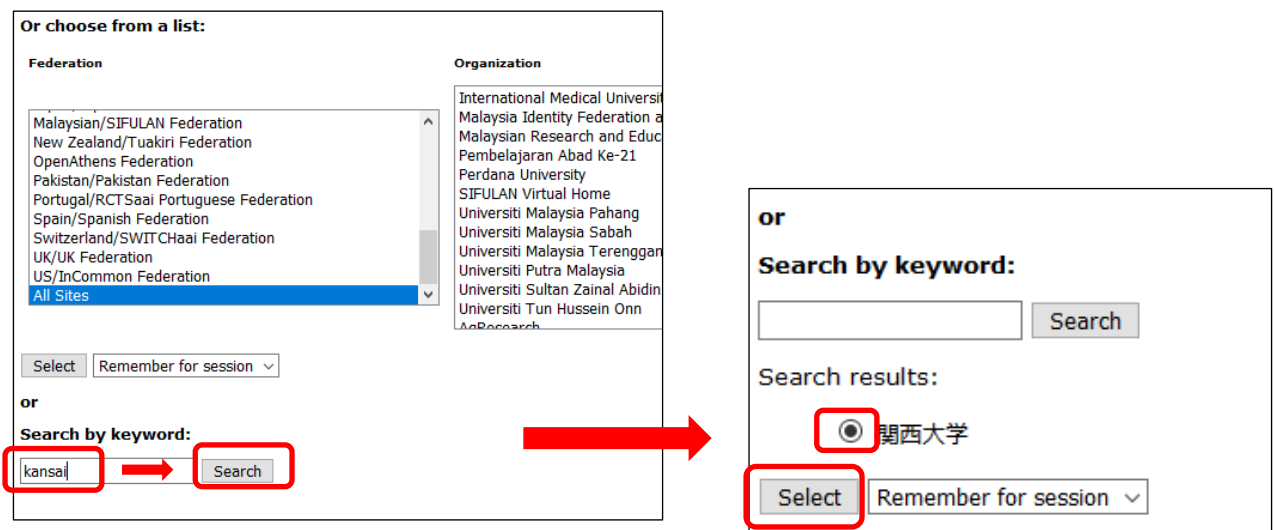 Or choose from a list:
Federation
Malaysian/SIFULAN Federation
New Zealand/Tuakiri Federation
OpenAthens Federation
Pakistan/Pakistan Federation
Portugal/RCTSaai Portuguese Federation
Spain/Spanish Federation
Switzerland/SWITCHaai Federation
UK/UK Federation
US/InCommon Federation
All Sites
Organization
International Medical Universit
Malaysia Identity Federation a
Malaysian Research and Educ
Pembelajaran Abad Ke-21
Perdana University
SIFULAN Virtual Home
Universiti Malaysia Pahang
Universiti Malaysia Sabah
Universiti Malaysia Terenggan
Universiti Putra Malaysia
Universiti Sultan Zainal Abidin
Universiti Tun Hussein Onn
AgResearch
Select Remember for session
or
Search by keyword:
kansai Search
or
Search by keyword:
Search
Search results:
関西大学
Select Remember for session